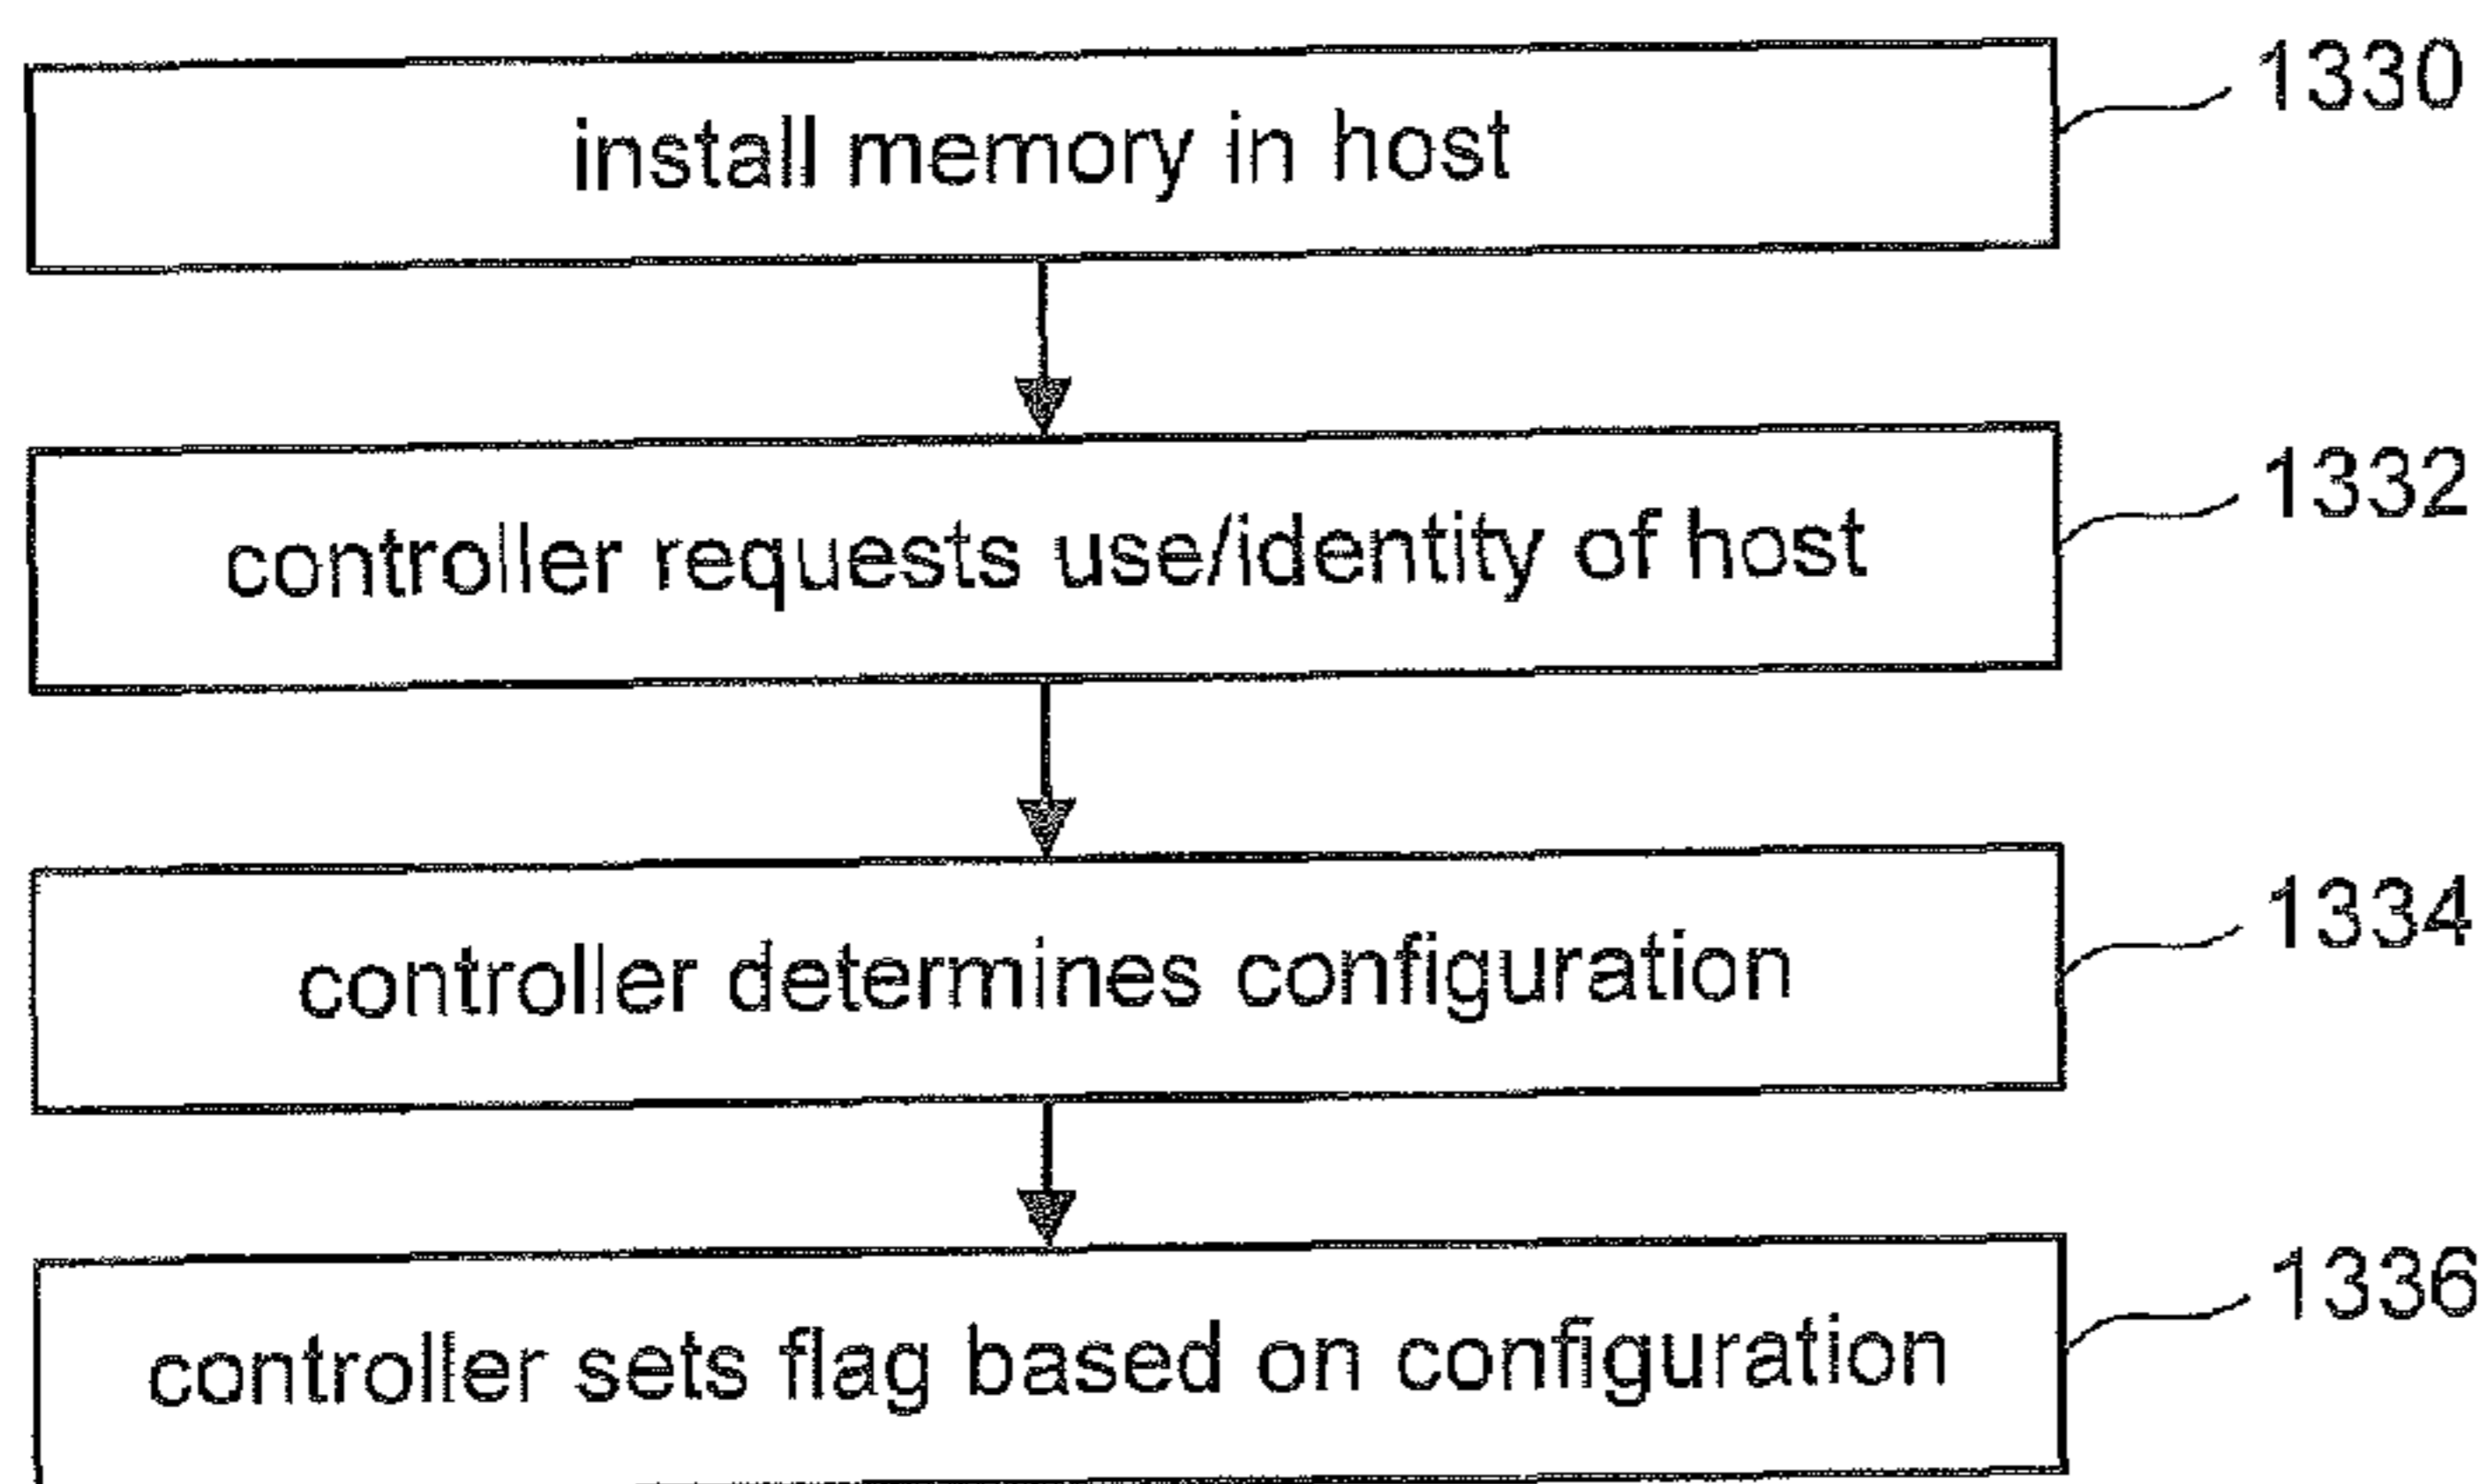 install memory in host
1330
controller requests use/identity of host
1332
controller determines configuration
1334
controller sets flag based on configuration
1336